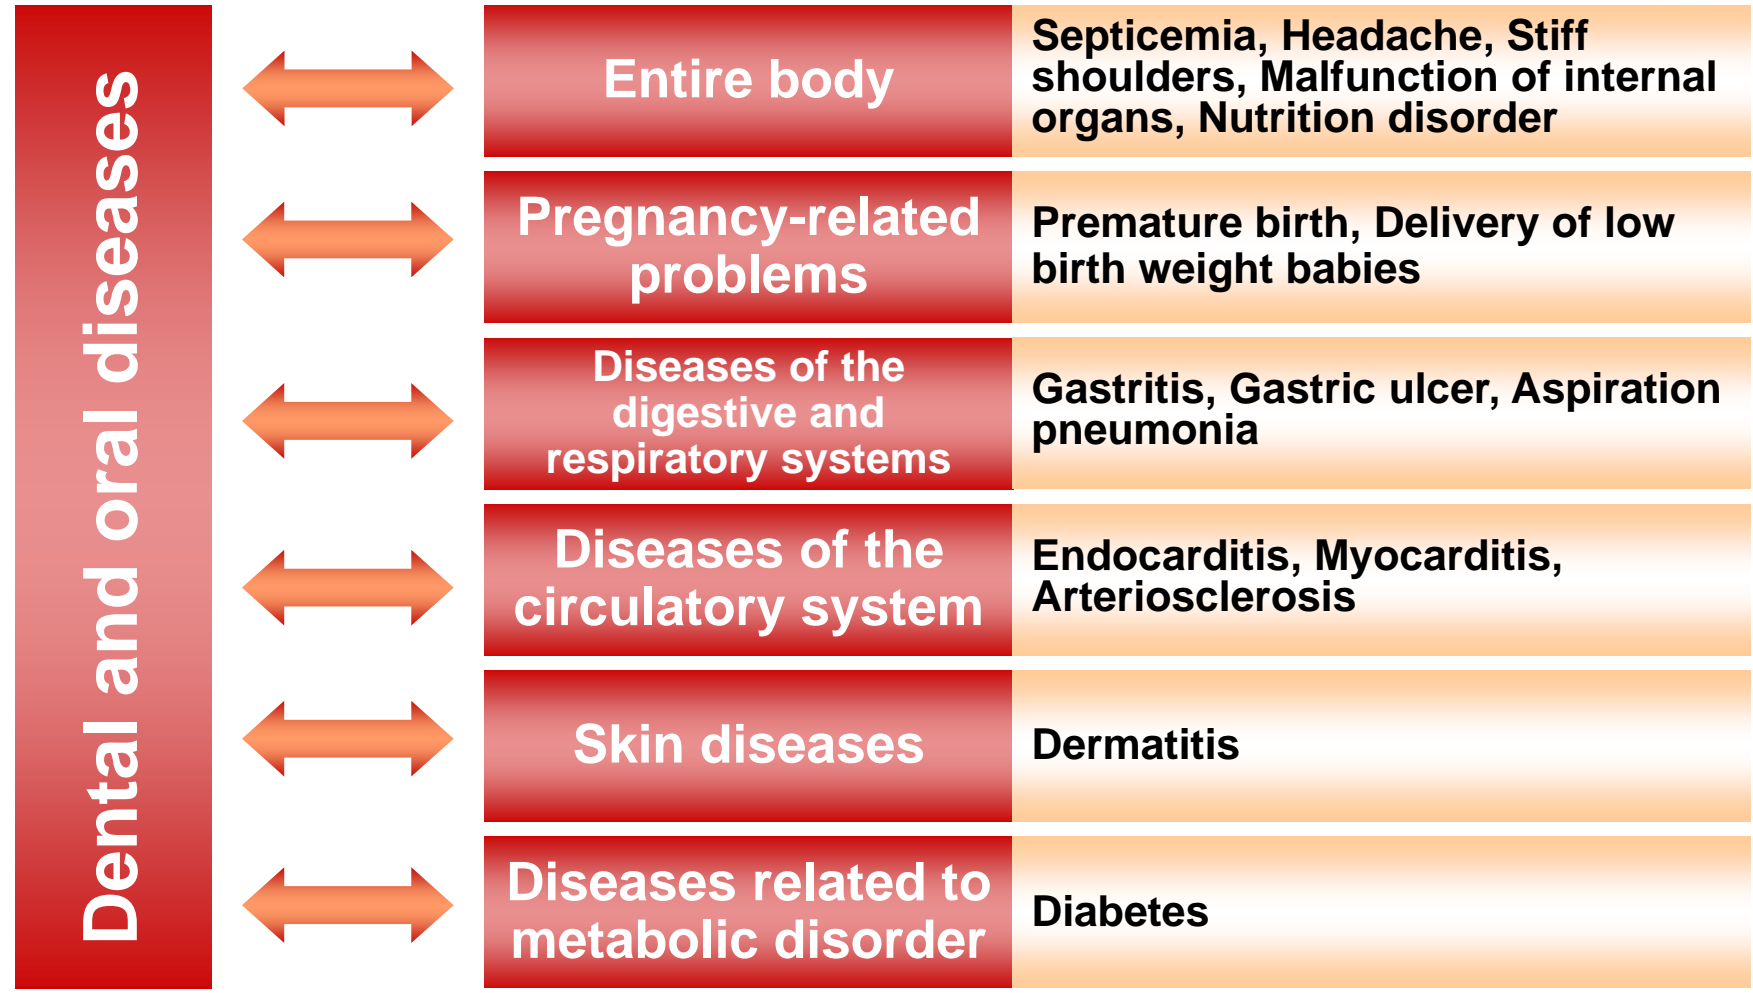 Dental and oral diseases
Entire body
Septicemia, Headache, Stiff
shoulders, Malfunction of internal
organs, Nutrition disorder
Pregnancy-related
problems
Premature birth, Delivery of low
birth weight babies
Diseases of the
digestive and
respiratory systems
Gastritis, Gastric ulcer, Aspiration
pneumonia
Diseases of the
circulatory system
Endocarditis, Myocarditis,
Arteriosclerosis
Skin diseases
Dermatitis
Diseases related to
metabolic disorder
Diabetes